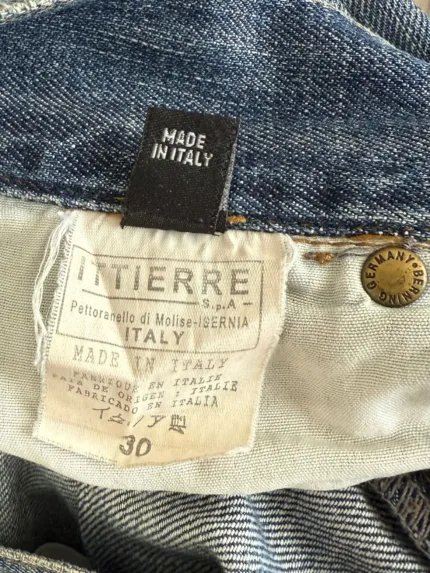 MADE
IN ITALY
ITTIERRE
S.p.A
Pettoranello di Molise-ISERNIA
ITALY
MADE IN ITALY
FABRIQUE EN ITALIE
PAIS DE ORIGEN : ITALIE
FABRICADO EN ITALIA
イタリア製
30
GERMANY·BERNING